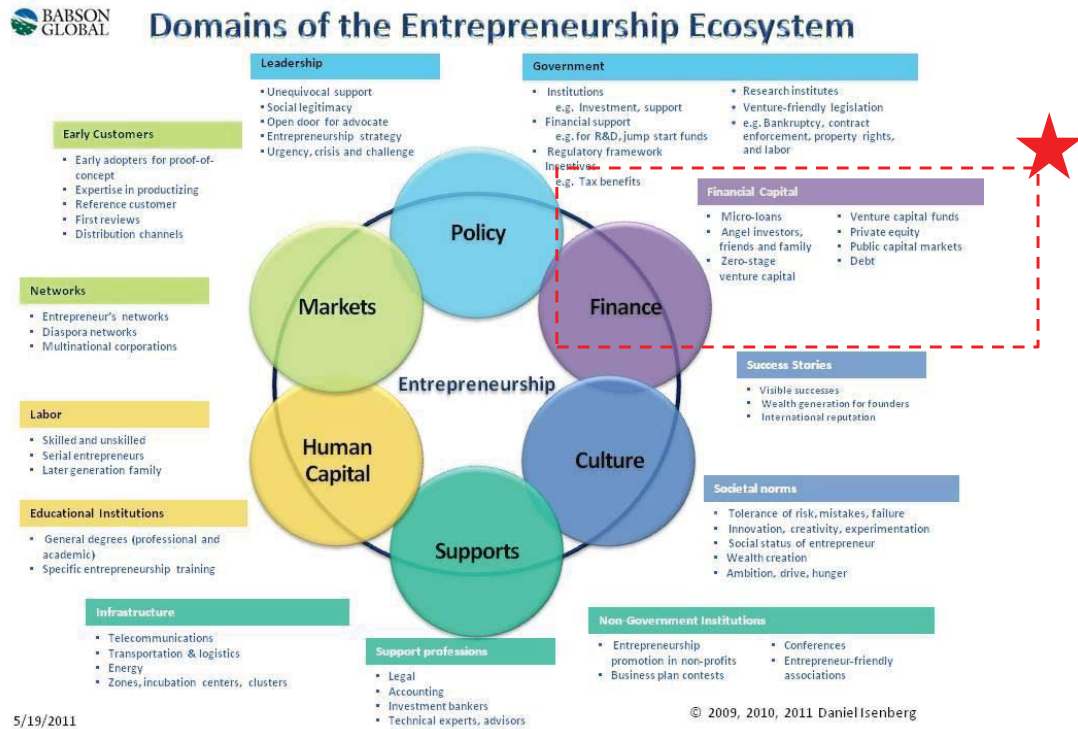 BABSON
GLOBAL
Domains of the Entrepreneurship Ecosystem
Leadership
▪ Unequivocal support
▪ Social legitimacy
▪ Open door for advocate
▪ Entrepreneurship strategy
▪ Urgency, crisis and challenge
Government
▪ Institutions
e.g. Investment, support
▪ Financial support
e.g. for R&D, jump start funds
▪ Regulatory framework
Incentives
e.g. Tax benefits
▪ Research institutes
▪ Venture-friendly legislation
▪ e.g. Bankruptcy, contract
enforcement, property rights,
and labor
Early Customers
▪ Early adopters for proof-of-
concept
▪ Expertise in productizing
▪ Reference customer
▪ First reviews
▪ Distribution channels
Financial Capital
▪ Micro-loans
▪ Angel investors,
friends and family
▪ Zero-stage
venture capital
▪ Venture capital funds
▪ Private equity
▪ Public capital markets
▪ Debt
Policy
Markets
Finance
Networks
▪ Entrepreneur's networks
▪ Diaspora networks
▪ Multinational corporations
Entrepreneurship
Success Stories
▪ Visible successes
▪ Wealth generation for founders
▪ International reputation
Labor
▪ Skilled and unskilled
▪ Serial entrepreneurs
▪ Later generation family
Human
Capital
Culture
Societal norms
▪ Tolerance of risk, mistakes, failure
▪ Innovation, creativity, experimentation
▪ Social status of entrepreneur
▪ Wealth creation
▪ Ambition, drive, hunger
Educational Institutions
▪ General degrees (professional and
academic)
▪ Specific entrepreneurship training
Supports
Infrastructure
▪ Telecommunications
▪ Transportation & logistics
▪ Energy
▪ Zones, incubation centers, clusters
Support professions
▪ Legal
▪ Accounting
▪ Investment bankers
▪ Technical experts, advisors
Non-Government Institutions
▪ Entrepreneurship
promotion in non-profits
▪ Business plan contests
▪ Conferences
▪ Entrepreneur-friendly
associations
5/19/2011
© 2009, 2010, 2011 Daniel Isenberg